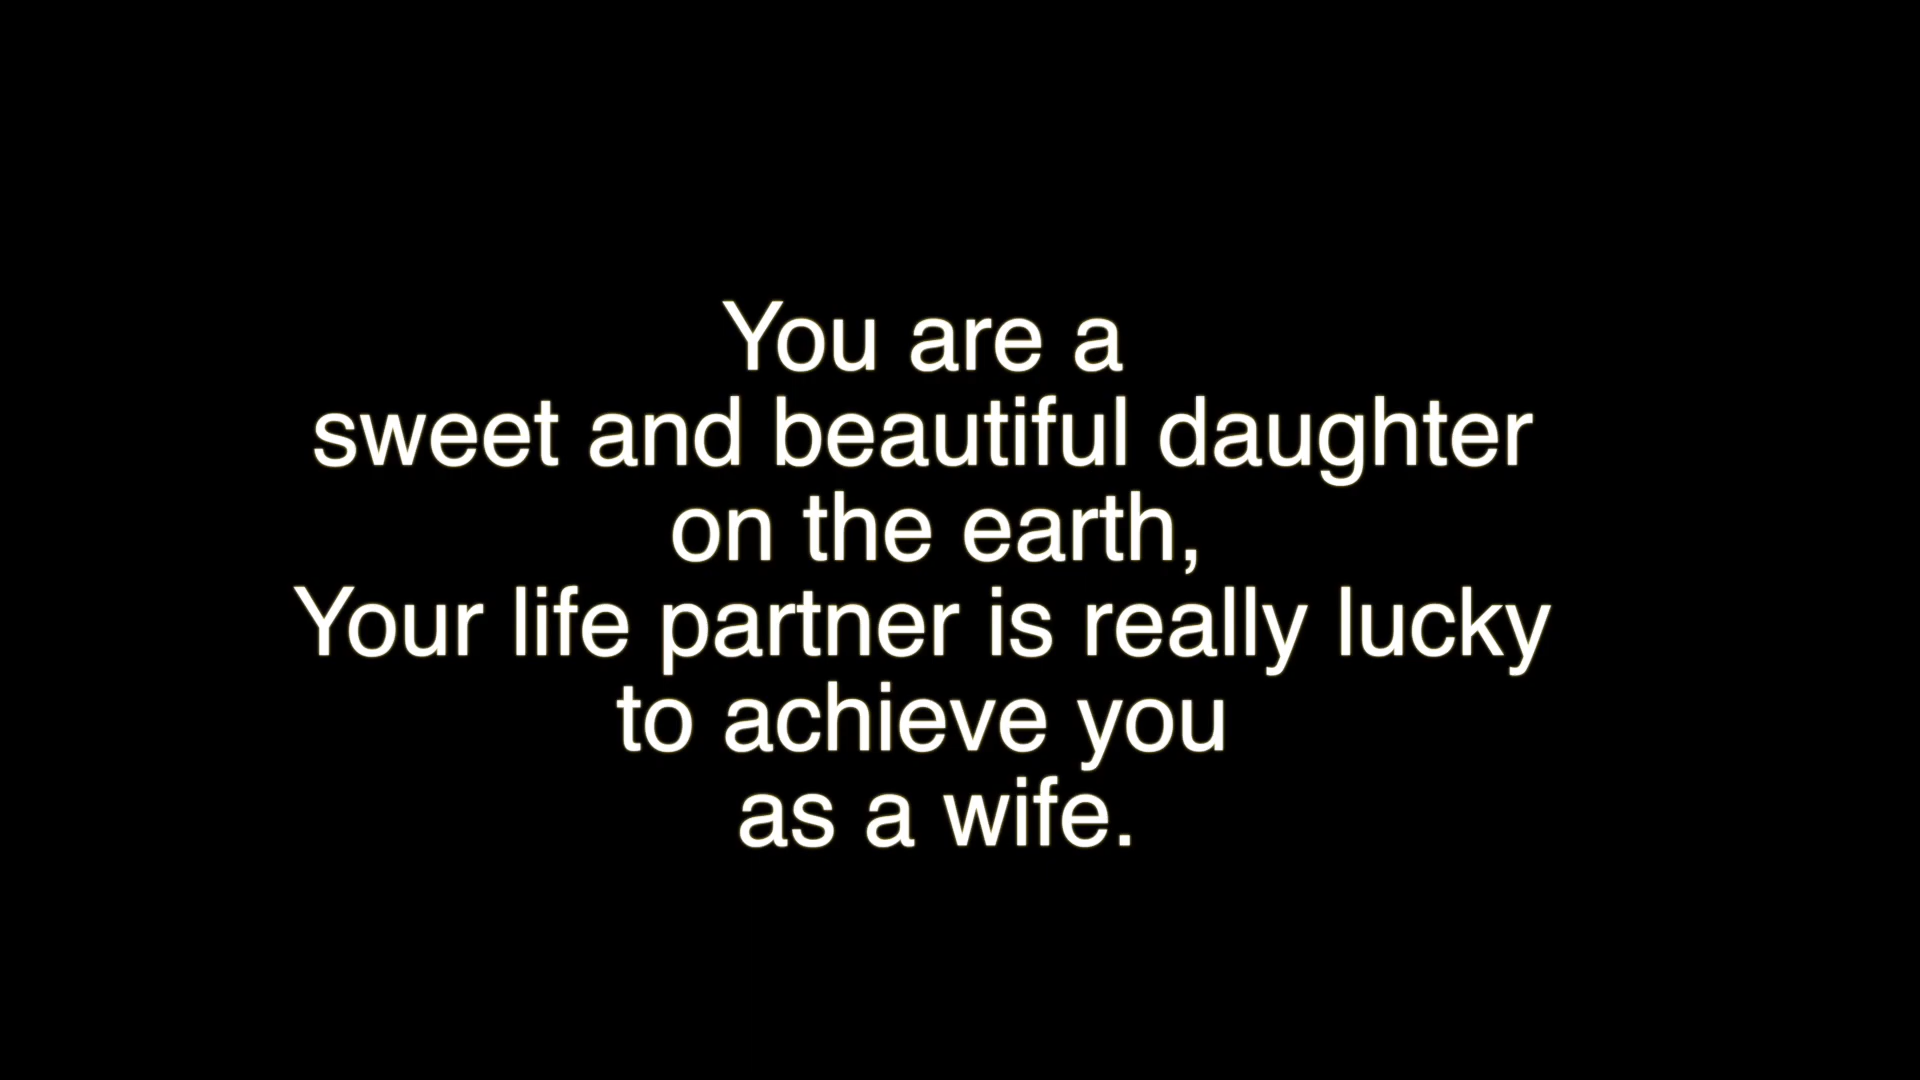 You are a
sweet and beautiful daughter
on the earth,
Your life partner is really lucky
to achieve you
as a wife.